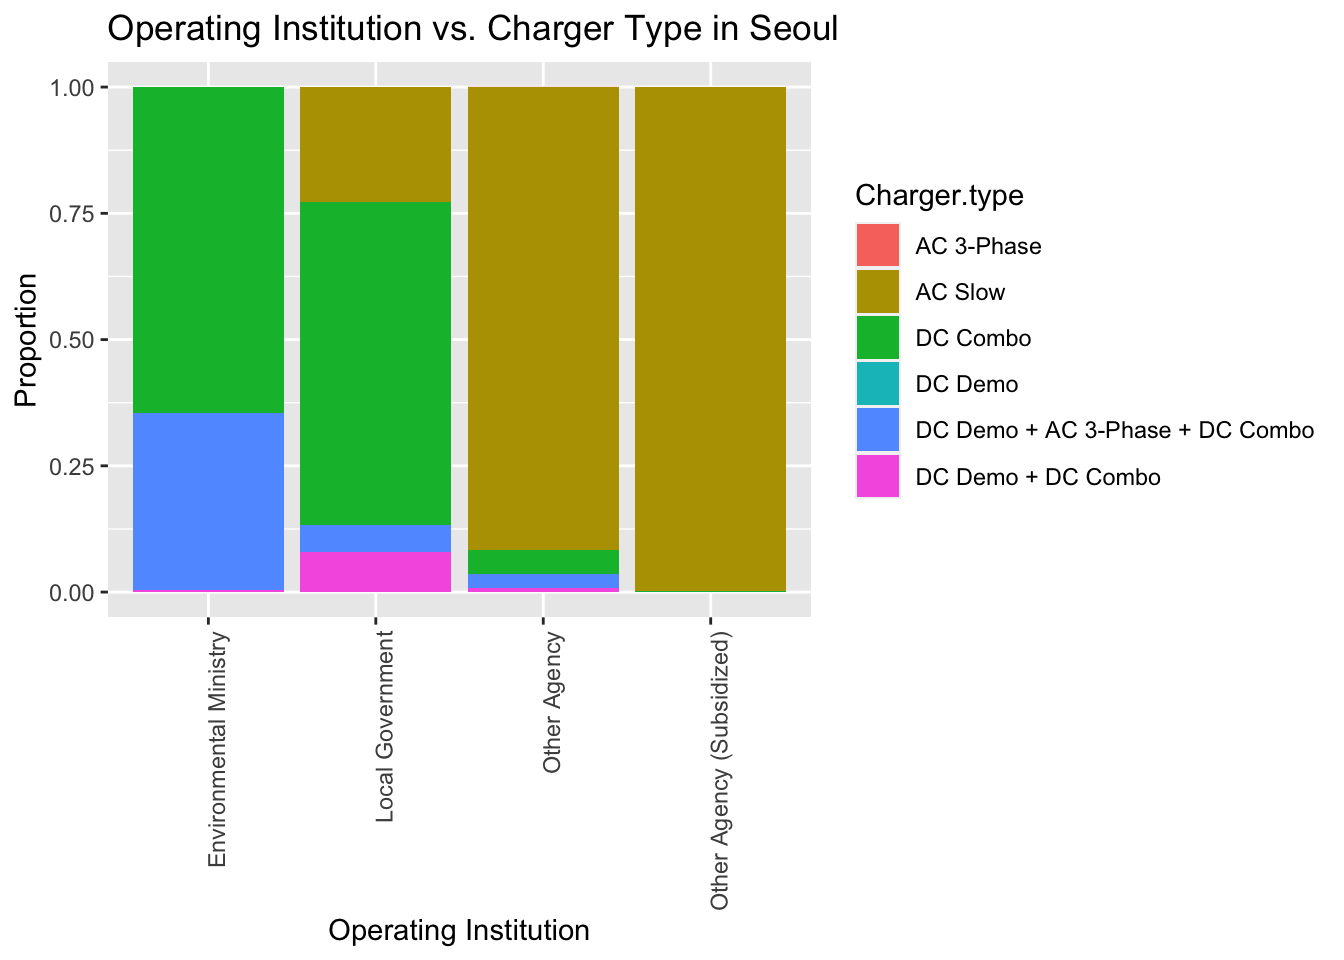 Operating Institution vs. Charger Type in Seoul
1.00
0.75
0.50
0.25
0.00
Proportion
Environmental Ministry
Local Government
Other Agency
Other Agency (Subsidized)
Operating Institution
Charger.type
AC 3-Phase
AC Slow
DC Combo
DC Demo
DC Demo + AC 3-Phase + DC Combo
DC Demo + DC Combo